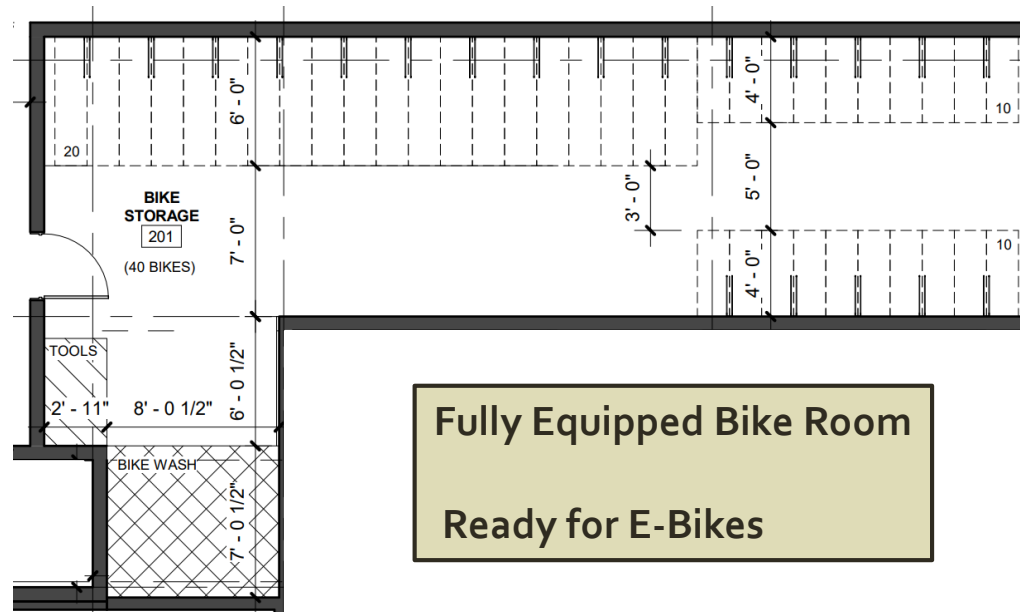 6' - 0"
4' - 0"
10
20
BIKE
STORAGE
201
(40 BIKES)
7' - 0"
3' - 0"
5' - 0"
10
4' - 0"
TOOLS
2' - 11"
8' - 0 1/2"
6' - 0 1/2"
BIKE WASH
7' - 0 1/2"
Fully Equipped Bike Room
Ready for E-Bikes